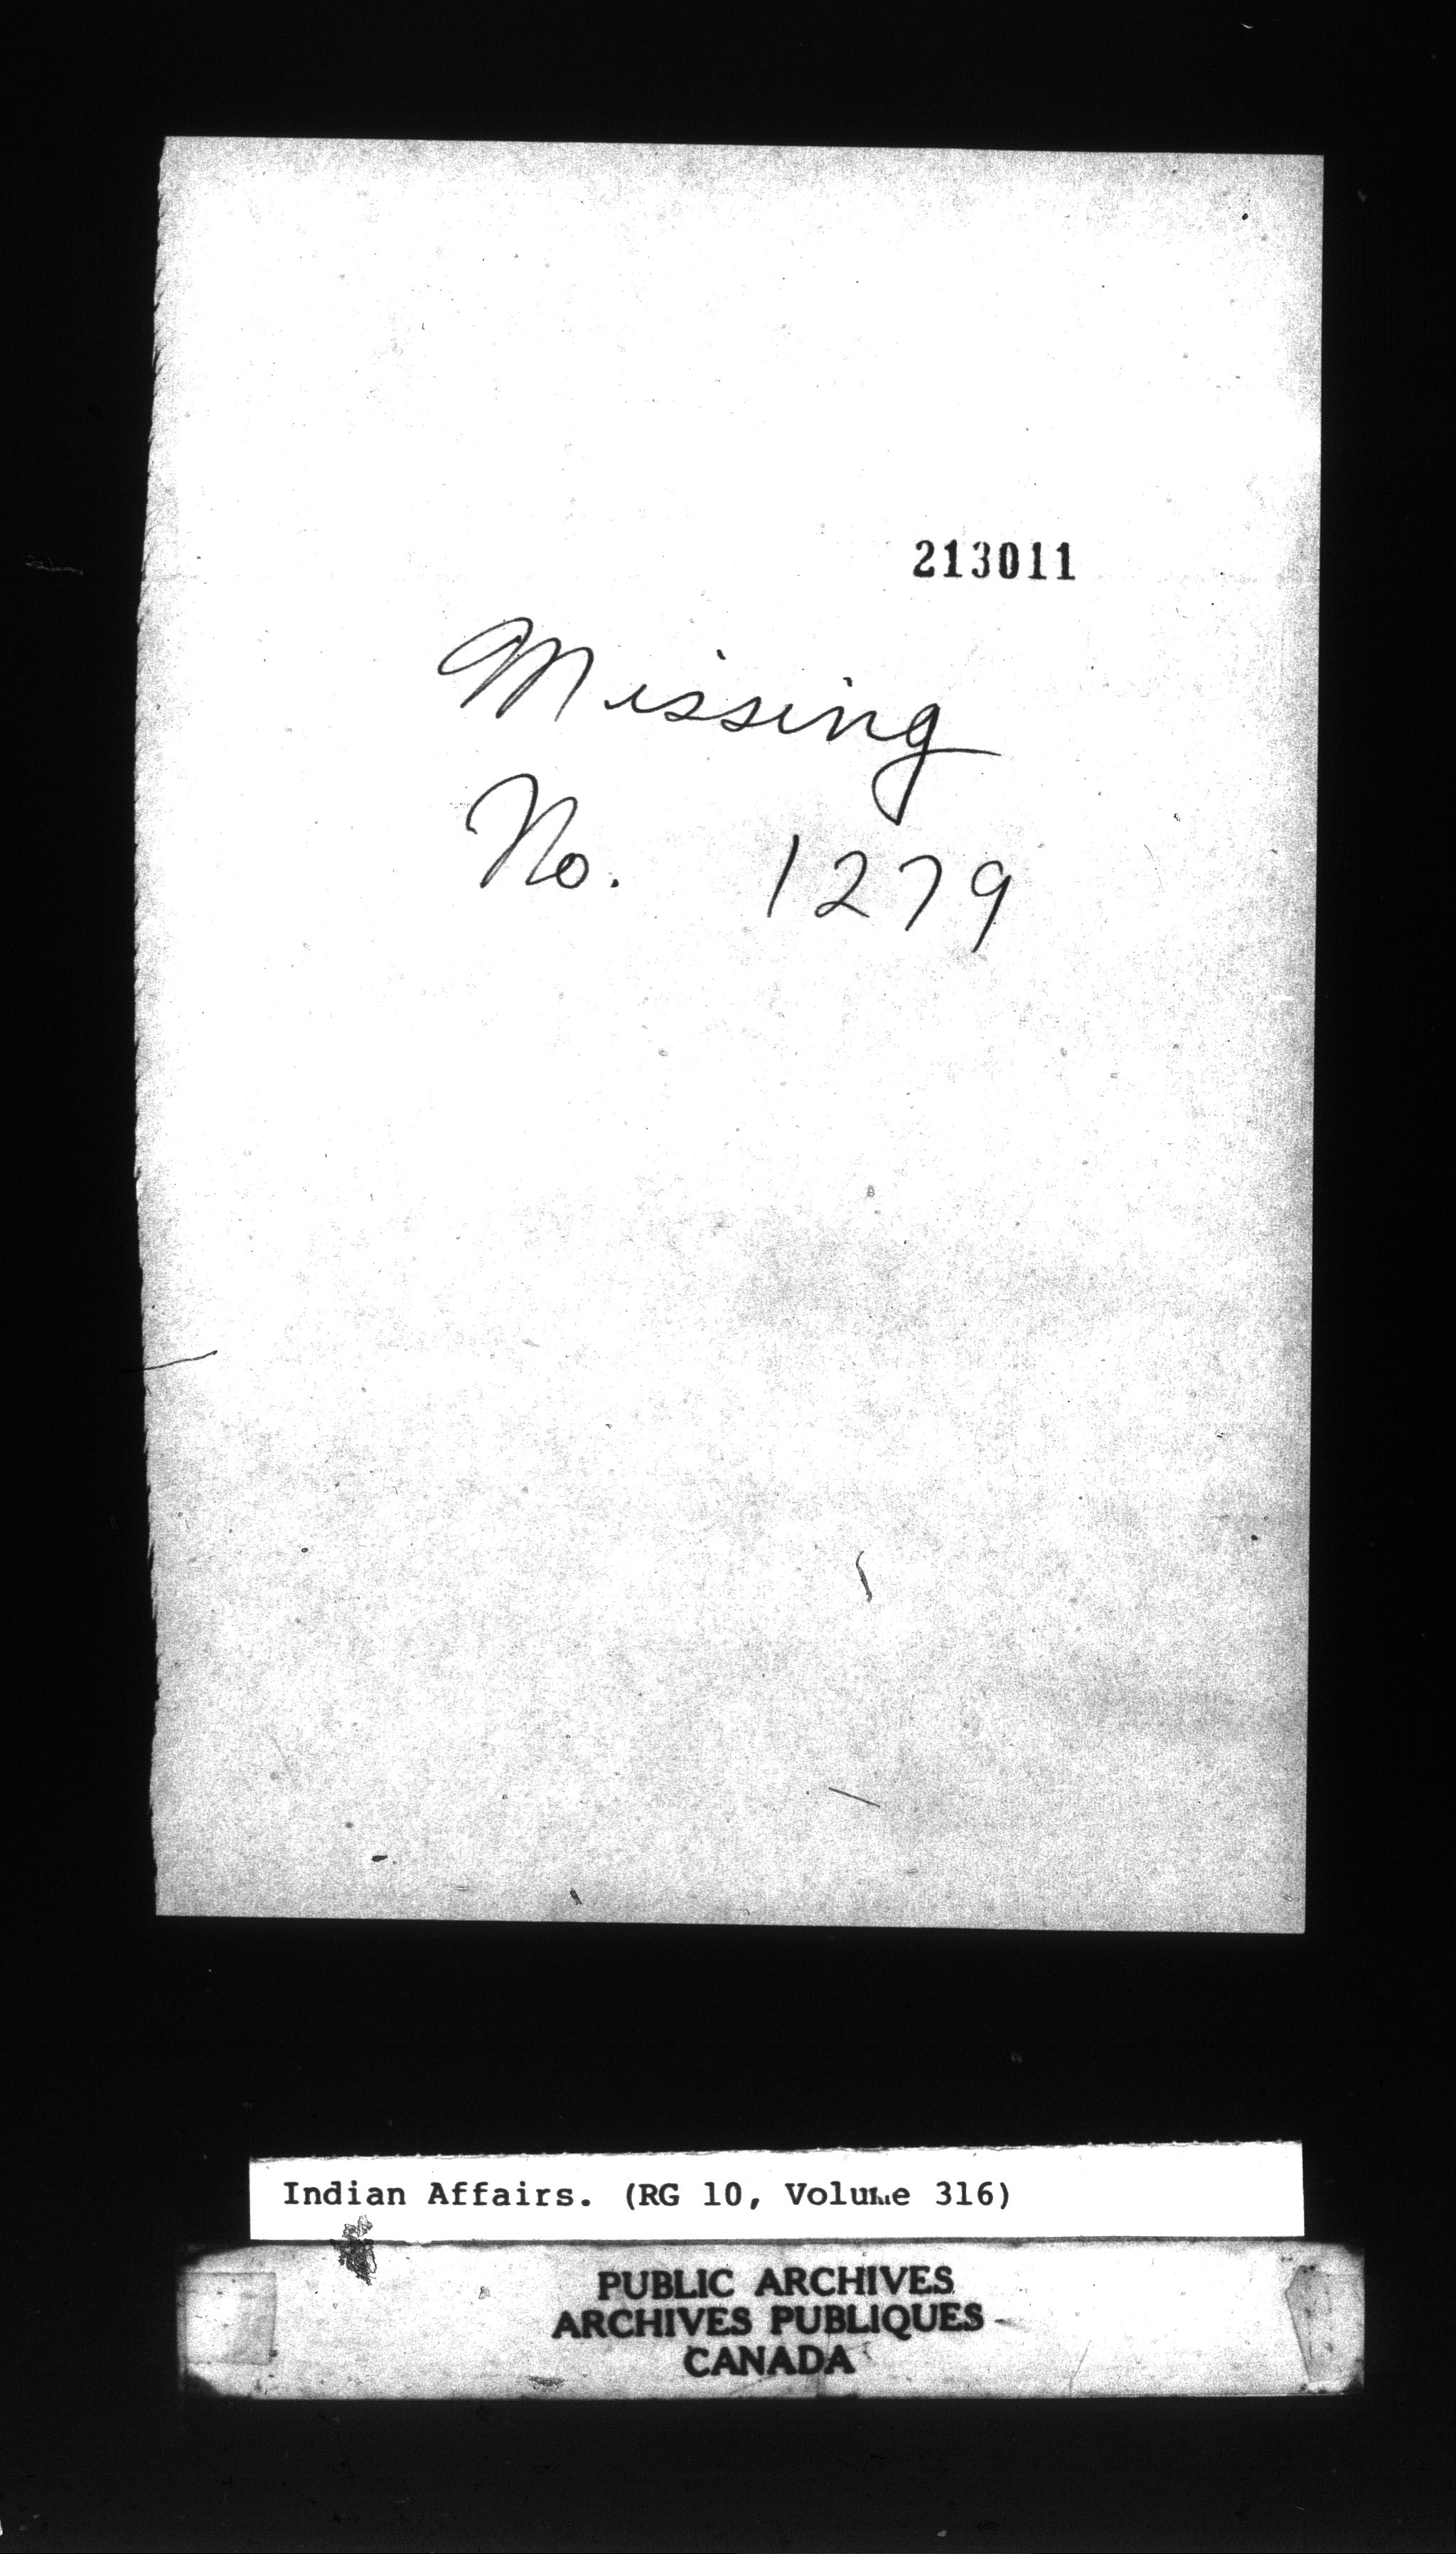 213011
Missing
No. 1279
Indian Affairs. (RG 10, Volume 316)
PUBLIC ARCHIVES
ARCHIVES PUBLIQUES
CANADA